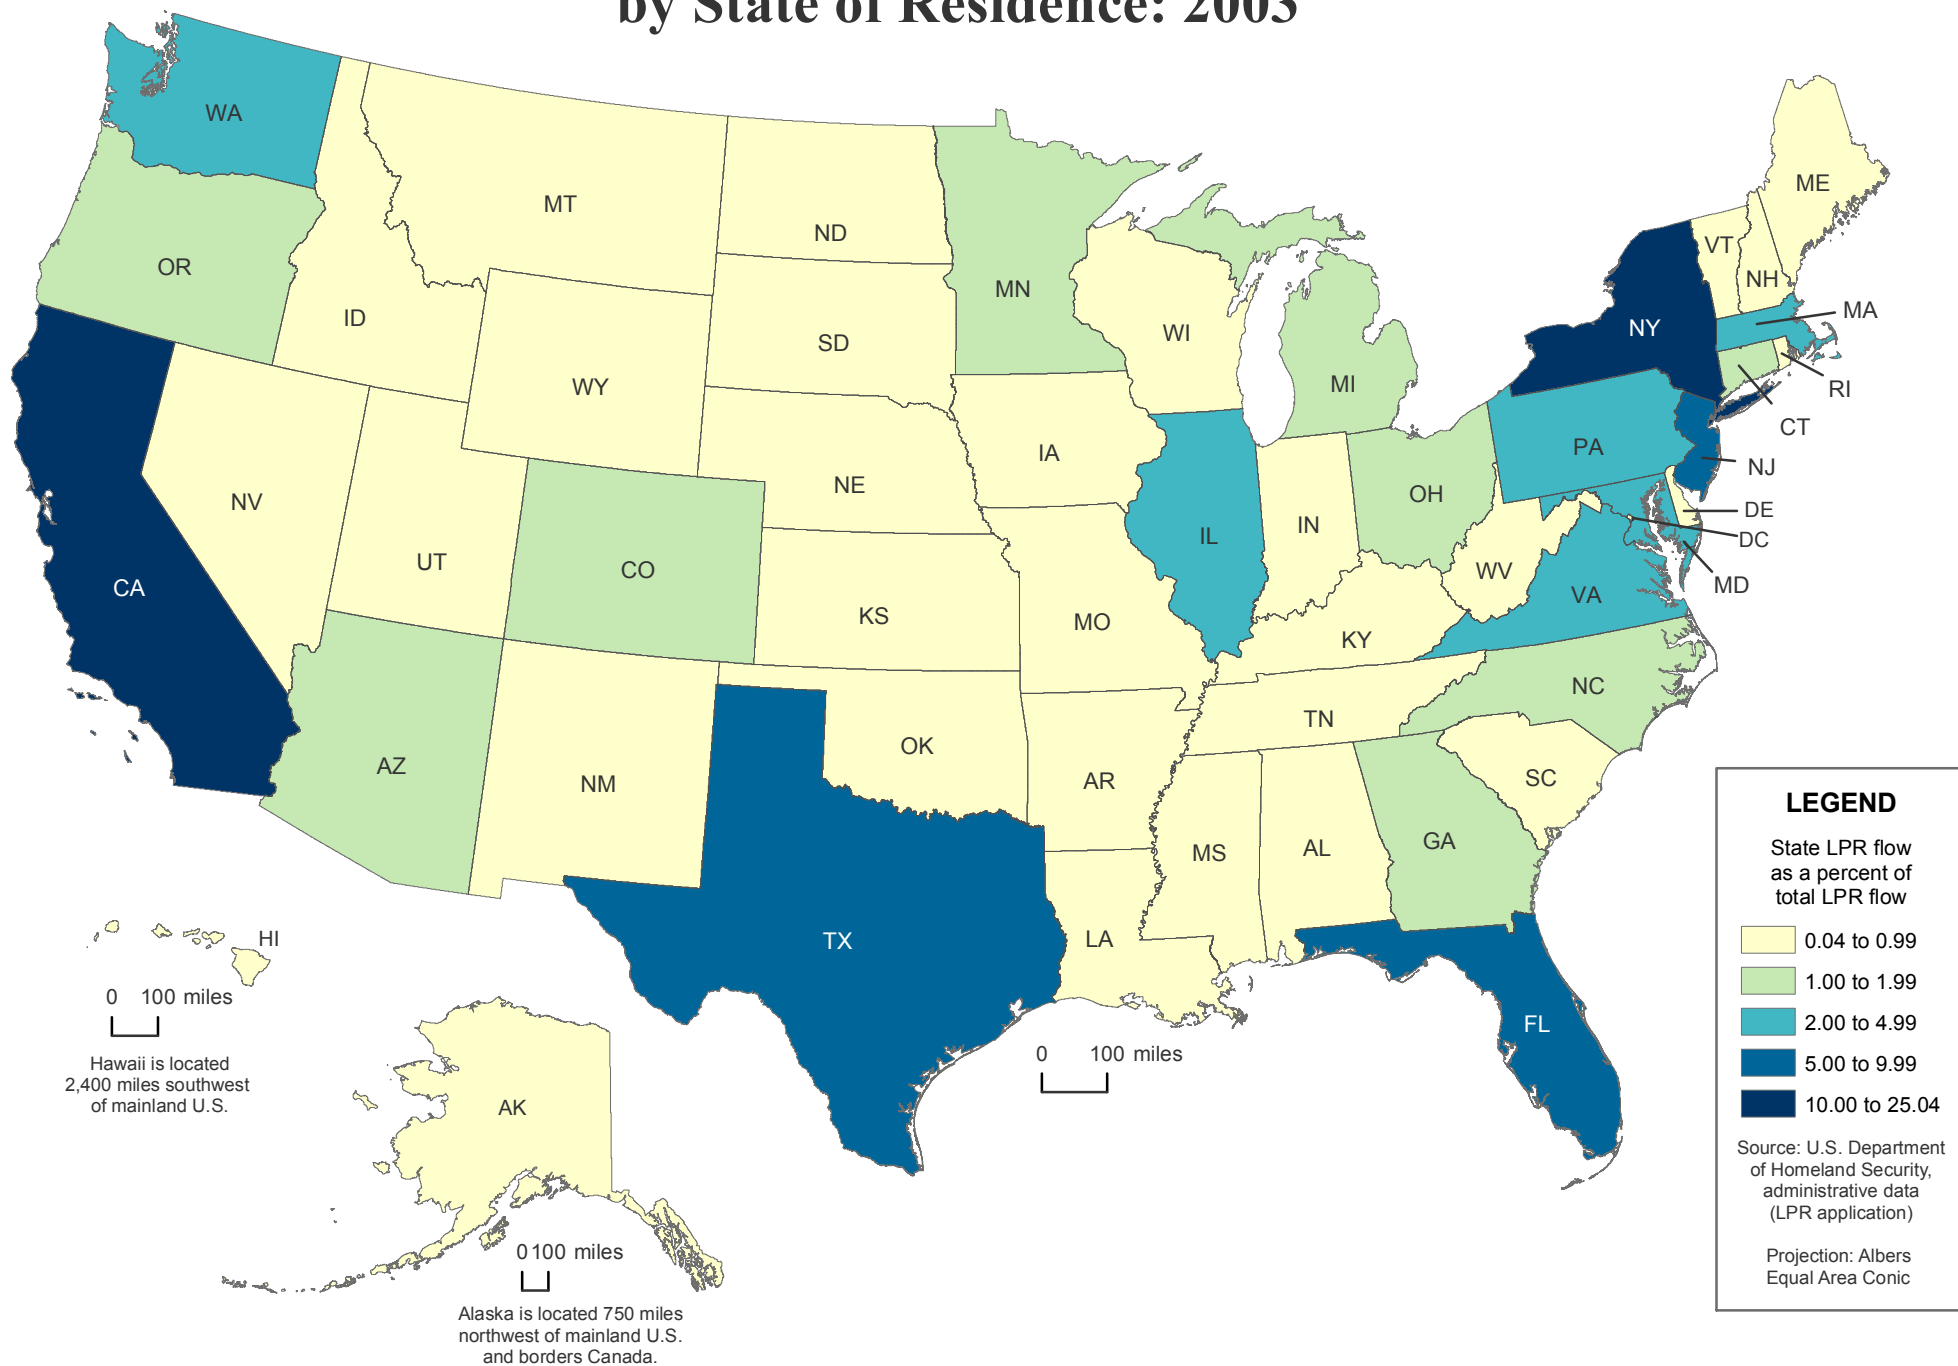 by State of Residence: 2003
WA
MT
ND
ME
OR
MN
VT
NH
ID
SD
WI
NY
MA
WY
MI
RI
CT
IA
PA
NJ
NE
OH
NV
IN
DE
IL
DC
UT
CO
WV
MD
CA
VA
KS
MO
KY
NC
TN
OK
AZ
NM
AR
SC
MS
AL
GA
HI
TX
LA
FL
AK
0 100 miles
Hawaii is located
2,400 miles southwest
of mainland U.S.
0 100 miles
0 100 miles
Alaska is located 750 miles
northwest of mainland U.S.
and borders Canada.
LEGEND
State LPR flow
as a percent of
total LPR flow
0.04 to 0.99
1.00 to 1.99
2.00 to 4.99
5.00 to 9.99
10.00 to 25.04
Source: U.S. Department
of Homeland Security,
administrative data
(LPR application)
Projection: Albers
Equal Area Conic